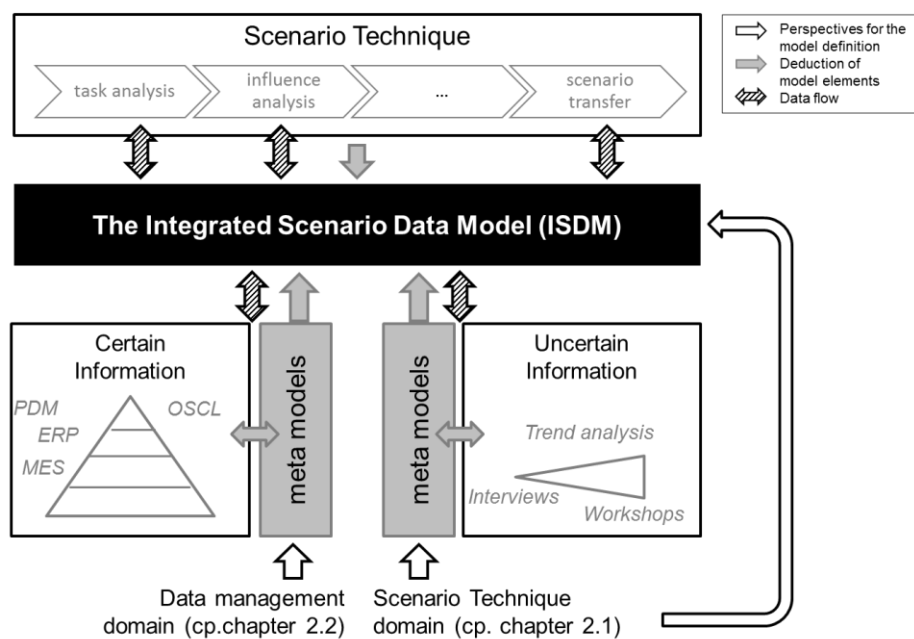 Scenario Technique
task analysis
influence
analysis
...
scenario
transfer
Perspectives for the
model definition
Deduction of
model elements
Data flow
The Integrated Scenario Data Model (ISDM)
Certain
Information
PDM
OSCL
ERP
MES
meta models
meta models
Uncertain
Information
Trend analysis
Interviews
Workshops
Data management
domain (cp.chapter 2.2)
Scenario Technique
domain (cp. chapter 2.1)